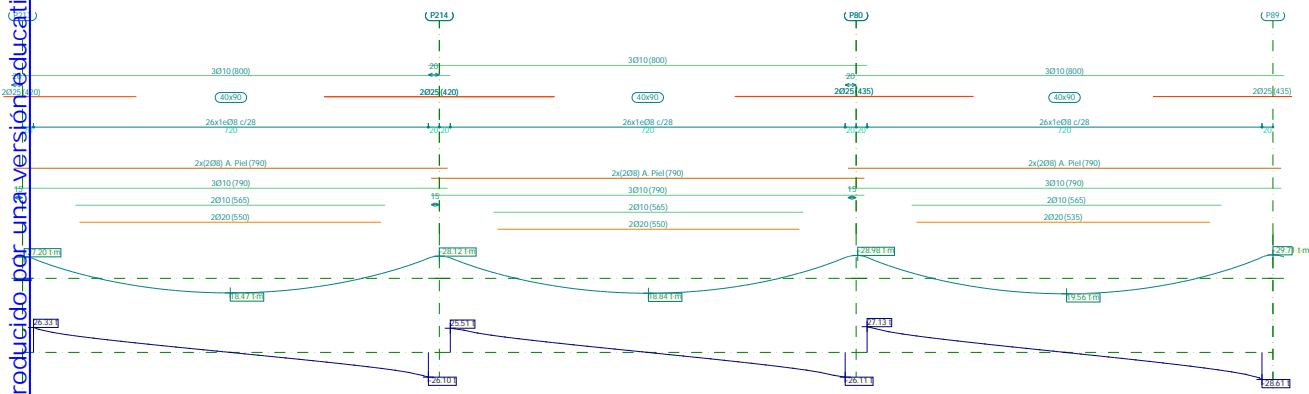 P214
P80
P89
3Ø10 (800)
20
3Ø10 (800)
20
3Ø10 (800)
2Ø25 (420)
40x90
2Ø25 (420)
40x90
2Ø25 (435)
40x90
2Ø25 (435)
26x1eØ8 c/28
26x1eØ8 c/28
26x1eØ8 c/28
720
20 20
720
20 20
720
20
2x(2Ø8) A. Piel (790)
2x(2Ø8) A. Piel (790)
2x(2Ø8) A. Piel (790)
15
3Ø10 (790)
15
3Ø10 (790)
15
3Ø10 (790)
2Ø10 (565)
2Ø10 (565)
2Ø10 (565)
2Ø20 (550)
2Ø20 (550)
2Ø20 (535)
-28.12 t·m
-28.98 t·m
18.47 t·m
18.84 t·m
19.56 t·m
26.33 t
25.51 t
27.13 t
-26.10 t
-26.11 t
-28.61 t
roducido por una versión educati